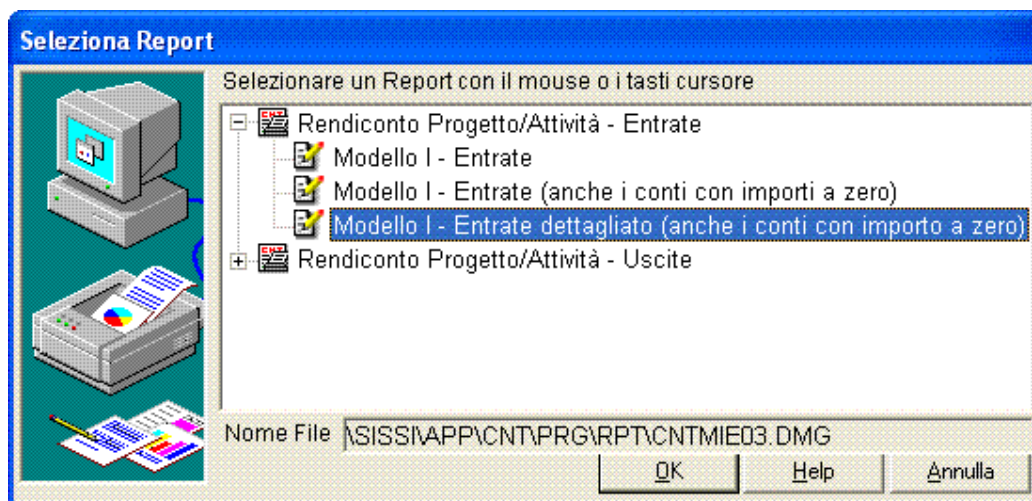 Seleziona Report
Selezionare un Report con il mouse o i tasti cursore
CNT Rendiconto Progetto/Attività - Entrate
Modello I - Entrate
Modello I - Entrate (anche i conti con importi a zero)
Modello I - Entrate dettagliato (anche i conti con importo a zero)
CNT Rendiconto Progetto/Attività - Uscite
Nome File \SISSI\APP\CNT\PRG\RPT\CNTMIE03.DMG
OK Help Annulla